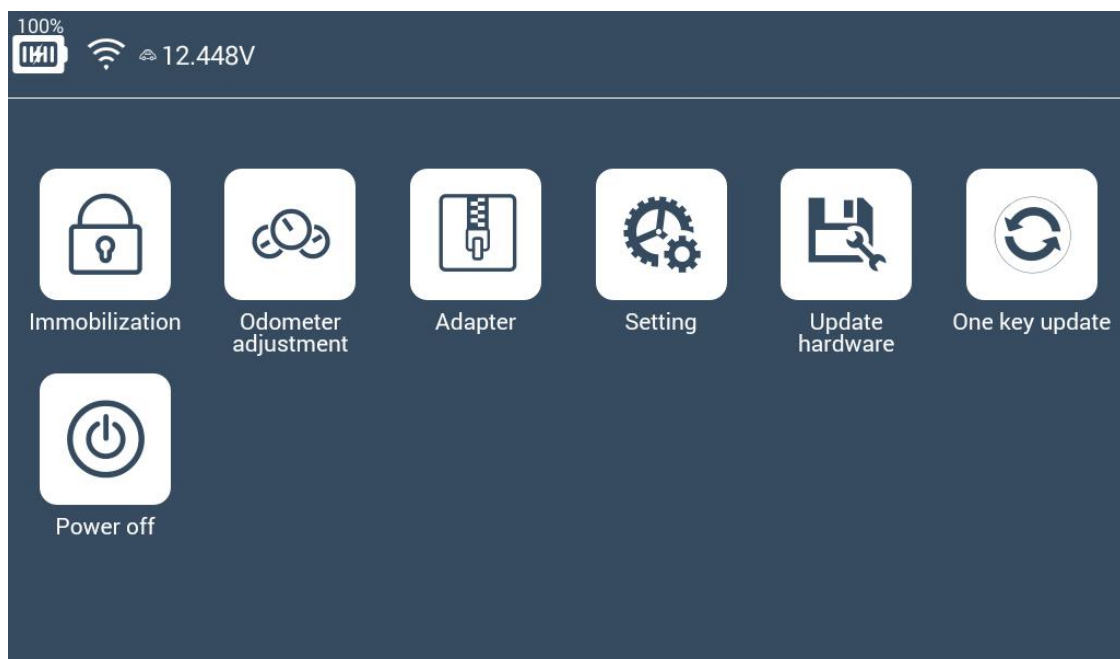 100%
12.448V
Immobilization
Odometer
adjustment
Adapter
Setting
Update
hardware
One key update
Power off